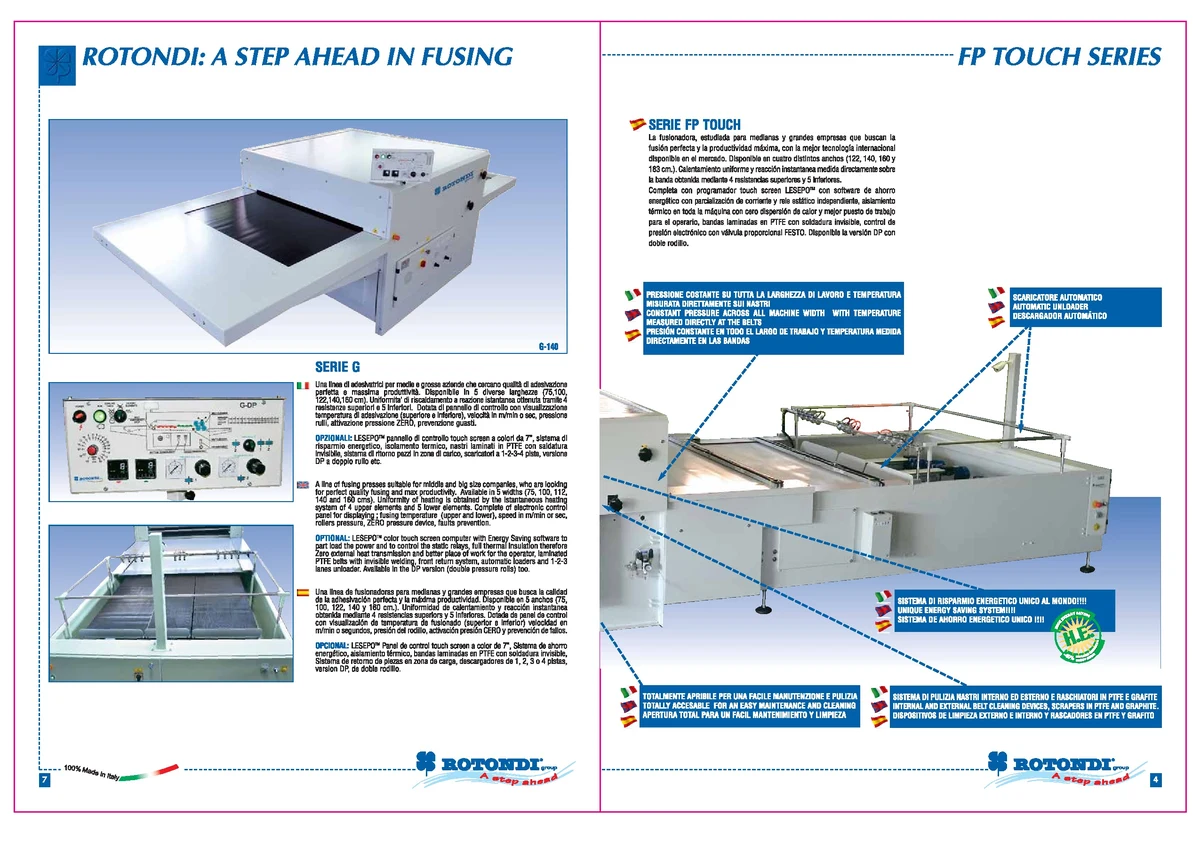 ROTONDI: A STEP AHEAD IN FUSING
ROTONDI
G-140
G-DP
ROTONDI
SERIE G
Una linea di adesivatrici per medie e grosse aziende che cercano qualità di adesivazione
perfetta e massima produttività. Disponibile in 5 diverse larghezze (75,100,
122,140,160 cm). Uniformita' di riscaldamento a reazione istantanea ottenuta tramite 4
resistenze superiori e 5 inferiori. Dotata di pannello di controllo con visualizzazione
temperatura di adesivazione (superiore e inferiore), velocità in m/min o sec, pressione
rulli, attivazione pressione ZERO, prevenzione guasti.
OPZIONALI: LESEPO™ pannello di controllo touch screen a colori da 7", sistema di
risparmio energetico, isolamento termico, nastri laminati in PTFE con saldatura
invisibile, sistema di ritorno pezzi in zone di carico, scaricatori a 1-2-3-4 piste, versione
DP a doppio rullo etc.
A line of fusing presses suitable for middle and big size companies, who are looking
for perfect quality fusing and max productivity. Available in 5 widths (75, 100, 112,
140 and 160 cms). Uniformity of heating is obtained by the istantaneous heating
system of 4 upper elements and 5 lower elements. Complete of electronic control
panel for displaying ; fusing temperature (upper and lower), speed in m/min or sec,
rollers pressure, ZERO pressure device, faults prevention.
OPTIONAL: LESEPO™ color touch screen computer with Energy Saving software to
part load the power and to control the static relays, full thermal insulation therefore
Zero external heat transmission and better place of work for the operator, laminated
PTFE belts with invisible welding, front return system, automatic loaders and 1-2-3
lanes unloader. Available in the DP version (double pressure rolls) too.
Una línea de fusionadoras para medianas y grandes empresas que busca la calidad
de la adhesivación perfecta y la máxima productividad. Disponible en 5 anchos (75,
100, 122, 140 y 160 cm.). Uniformidad de calentamiento y reacción instantanea
obtenida mediante 4 resistencias superiors y 5 inferiores. Dotada de panel de control
con visualización de temperatura de fusionado (superior e inferior) velocidad en
m/min o segundos, presión del rodillo, activación presión CERO y prevención de fallos.
OPCIONAL: LESEPO™ Panel de control touch screen a color de 7", Sistema de ahorro
energético, aislamiento térmico, bandas laminadas en PTFE con soldadura invisible,
Sistema de retorno de piezas en zona de carga, descargadores de 1, 2, 3 o 4 pistas,
version DP, de doble rodillo.
100% Made in Italy
7
ROTONDI group
A step ahead
FP TOUCH SERIES
SERIE FP TOUCH
La fusionadora, estudiada para medianas y grandes empresas que buscan la
fusión perfecta y la productividad máxima, con la mejor tecnología internacional
disponible en el mercado. Disponible en cuatro distintos anchos (122, 140, 160 y
183 cm.). Calentamiento uniforme y reacción instantanea medida directamente sobre
la banda obtenida mediante 4 resistencias superiores y 5 inferiores.
Completa con programador touch screen LESEPO™ con software de ahorro
energético con parcialización de corriente y rele estático independiente, aislamiento
térmico en toda la máquina con cero dispersión de calor y mejor puesto de trabajo
para el operario, bandas laminadas en PTFE con soldadura invisible, control de
presión electrónico con válvula proporcional FESTO. Disponible la versión DP con
doble rodillo.
PRESSIONE COSTANTE SU TUTTA LA LARGHEZZA DI LAVORO E TEMPERATURA
MISURATA DIRETTAMENTE SUI NASTRI
CONSTANT PRESSURE ACROSS ALL MACHINE WIDTH WITH TEMPERATURE
MEASURED DIRECTLY AT THE BELTS
PRESIÓN CONSTANTE EN TODO EL LARGO DE TRABAJO Y TEMPERATURA MEDIDA
DIRECTAMENTE EN LAS BANDAS
SCARICATORE AUTOMATICO
AUTOMATIC UNLOADER
DESCARGADOR AUTOMÁTICO
SISTEMA DI RISPARMIO ENERGETICO UNICO AL MONDO!!!!
UNIQUE ENERGY SAVING SYSTEM!!!!
SISTEMA DE AHORRO ENERGETICO UNICO !!!!
H.E.
TOTALMENTE APRIBILE PER UNA FACILE MANUTENZIONE E PULIZIA
TOTALLY ACCESABLE FOR AN EASY MAINTENANCE AND CLEANING
APERTURA TOTAL PARA UN FACIL MANTENIMIENTO Y LIMPIEZA
SISTEMA DI PULIZIA NASTRI INTERNO ED ESTERNO E RASCHIATORI IN PTFE E GRAFITE
INTERNAL AND EXTERNAL BELT CLEANING DEVICES, SCRAPERS IN PTFE AND GRAPHITE.
DISPOSITIVOS DE LIMPIEZA EXTERNO E INTERNO Y RASCADORES EN PTFE Y GRAFITO
ROTONDI group
A step ahead
4